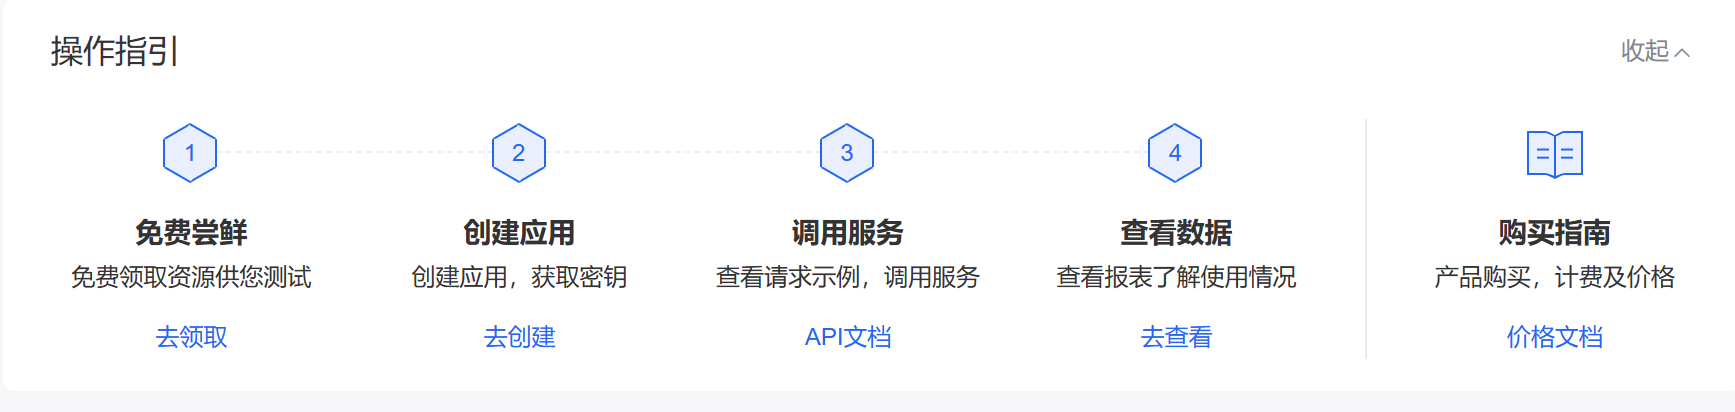 操作指引
收起
1
2
3
4
免费尝鲜
创建应用
调用服务
查看数据
购买指南
免费领取资源供您测试
创建应用，获取密钥
查看请求示例，调用服务
查看报表了解使用情况
产品购买，计费及价格
去领取
去创建
API文档
去查看
价格文档